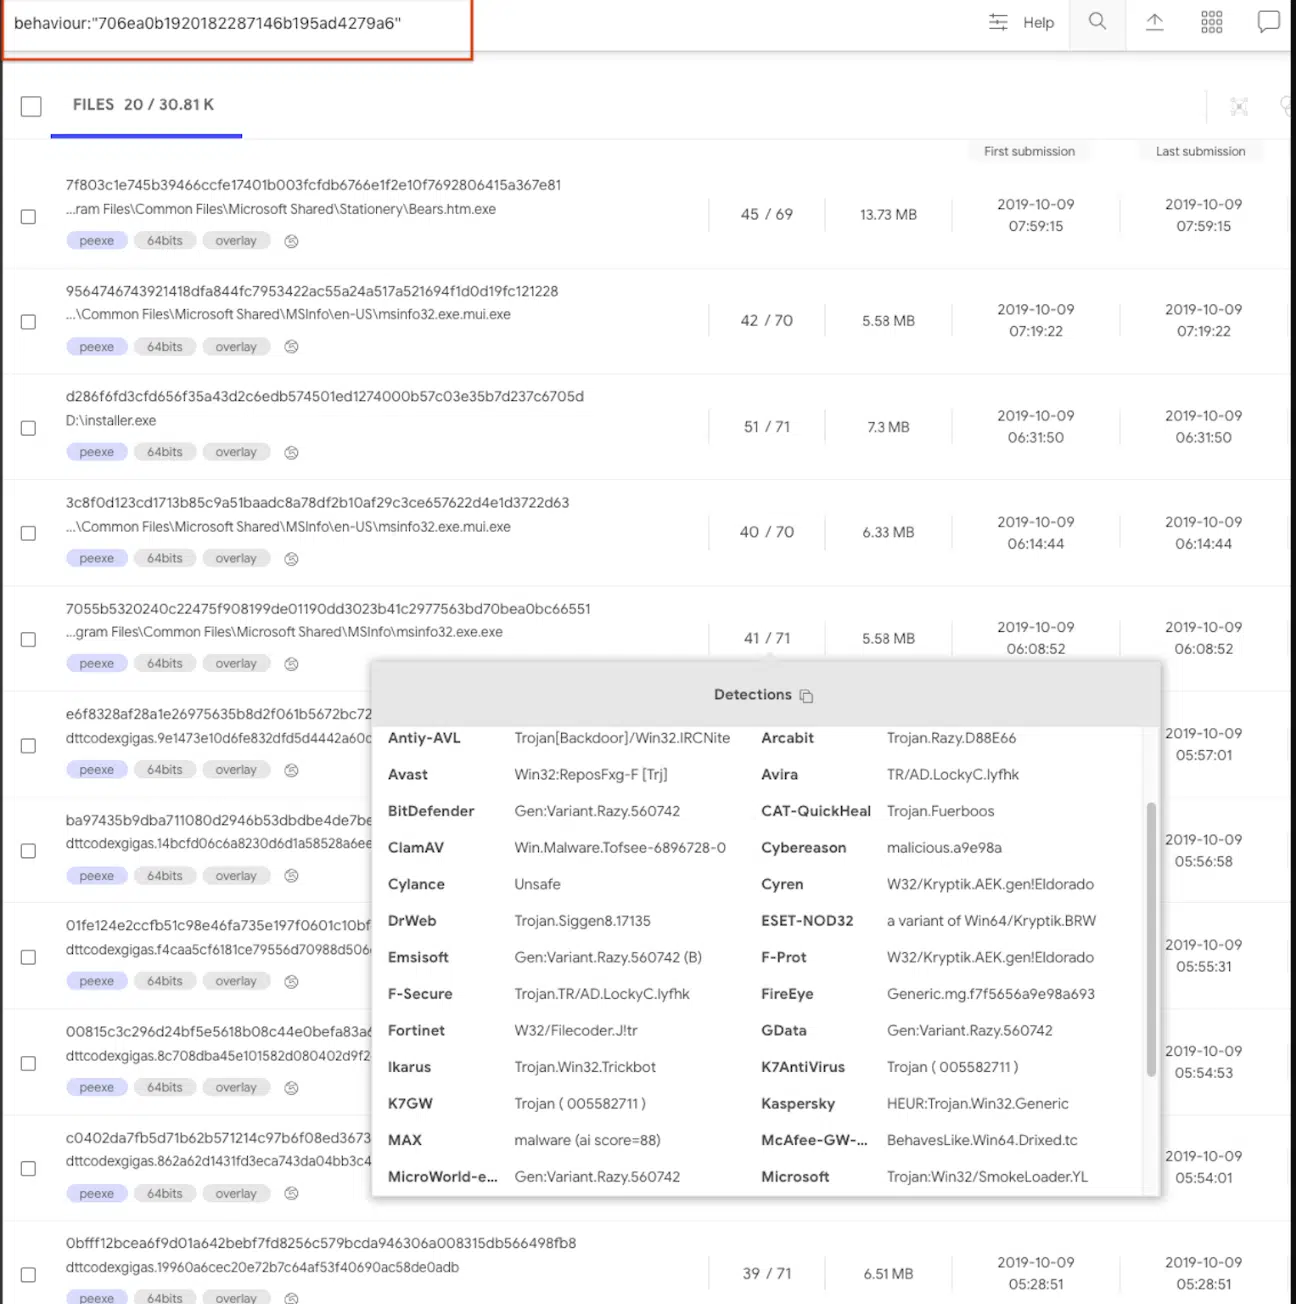 behaviour:"706ea0b1920182287146b195ad4279a6"
Help
FILES 20 / 30.81 K
First submission
Last submission
7f803c1e745b39466ccfe17401b003fcfdb6766e1f2e10f7692806415a367e81
...ram Files\Common Files\Microsoft Shared\Stationery\Bears.htm.exe
45 / 69
13.73 MB
2019-10-09
07:59:15
2019-10-09
07:59:15
peexe 64bits overlay
9564746743921418dfa844fc7953422ac55a24a517a521694f1d0d19fc121228
...\Common Files\Microsoft Shared\MSInfo\en-US\msinfo32.exe.mui.exe
42 / 70
5.58 MB
2019-10-09
07:19:22
2019-10-09
07:19:22
peexe 64bits overlay
d286f6fd3cfd656f35a43d2c6edb574501ed1274000b57c03e35b7d237c6705d
D:\installer.exe
51 / 71
7.3 MB
2019-10-09
06:31:50
2019-10-09
06:31:50
peexe 64bits overlay
3c8f0d123cd1713b85c9a51baadc8a78df2b10af29c3ce657622d4e1d3722d63
...\Common Files\Microsoft Shared\MSInfo\en-US\msinfo32.exe.mui.exe
40 / 70
6.33 MB
2019-10-09
06:14:44
2019-10-09
06:14:44
peexe 64bits overlay
7055b5320240c22475f908199de01190dd3023b41c2977563bd70bea0bc66551
...gram Files\Common Files\Microsoft Shared\MSInfo\msinfo32.exe.exe
41 / 71
5.58 MB
2019-10-09
06:08:52
2019-10-09
06:08:52
peexe 64bits overlay
e6f8328af28a1e26975635b8d2f061b5672bc72
dttcodexgigas.9e1473e10d6fe832dfd5d4442a60c
2019-10-09
05:57:01
peexe 64bits overlay
ba97435b9dba711080d2946b53dbdbe4de7be
dttcodexgigas.14bcfd06c6a8230d6d1a58528a6ee
2019-10-09
05:56:58
peexe 64bits overlay
01fe124e2ccfb51c98e46fa735e197f0601c10bf
dttcodexgigas.f4caa5cf6181ce79556d70988d506
2019-10-09
05:55:31
peexe 64bits overlay
00815c3c296d24bf5e5618b08c44e0befa83a6
dttcodexgigas.8c708dba45e101582d080402d9f2
2019-10-09
05:54:53
peexe 64bits overlay
c0402da7fb5d71b62b571214c97b6f08ed3673
dttcodexgigas.862a62d1431fd3eca743da04bb3c4
2019-10-09
05:54:01
peexe 64bits overlay
Detections
Antiy-AVL Trojan[Backdoor]/Win32.IRCNite Arcabit Trojan.Razy.D88E66
Avast Win32:ReposFxg-F [Trj] Avira TR/AD.LockyC.lyfhk
BitDefender Gen:Variant.Razy.560742 CAT-QuickHeal Trojan.Fuerboos
ClamAV Win.Malware.Tofsee-6896728-0 Cybereason malicious.a9e98a
Cylance Unsafe Cyren W32/Kryptik.AEK.gen!Eldorado
DrWeb Trojan.Siggen8.17135 ESET-NOD32 a variant of Win64/Kryptik.BRW
Emsisoft Gen:Variant.Razy.560742 (B) F-Prot W32/Kryptik.AEK.gen!Eldorado
F-Secure Trojan.TR/AD.LockyC.lyfhk FireEye Generic.mg.f7f5656a9e98a693
Fortinet W32/Filecoder.J!tr GData Gen:Variant.Razy.560742
Ikarus Trojan.Win32.Trickbot K7AntiVirus Trojan ( 005582711 )
K7GW Trojan ( 005582711 ) Kaspersky HEUR:Trojan.Win32.Generic
MAX malware (ai score=88) McAfee-GW-... BehavesLike.Win64.Drixed.tc
MicroWorld-e... Gen:Variant.Razy.560742 Microsoft Trojan:Win32/SmokeLoader.YL
0bfff12bcea6f9d01a642bebf7fd8256c579bcda946306a008315db566498fb8
dttcodexgigas.19960a6cec20e72b7c64af53f40690ac58de0adb
39 / 71
6.51 MB
2019-10-09
05:28:51
2019-10-09
05:28:51
peexe 64bits overlay